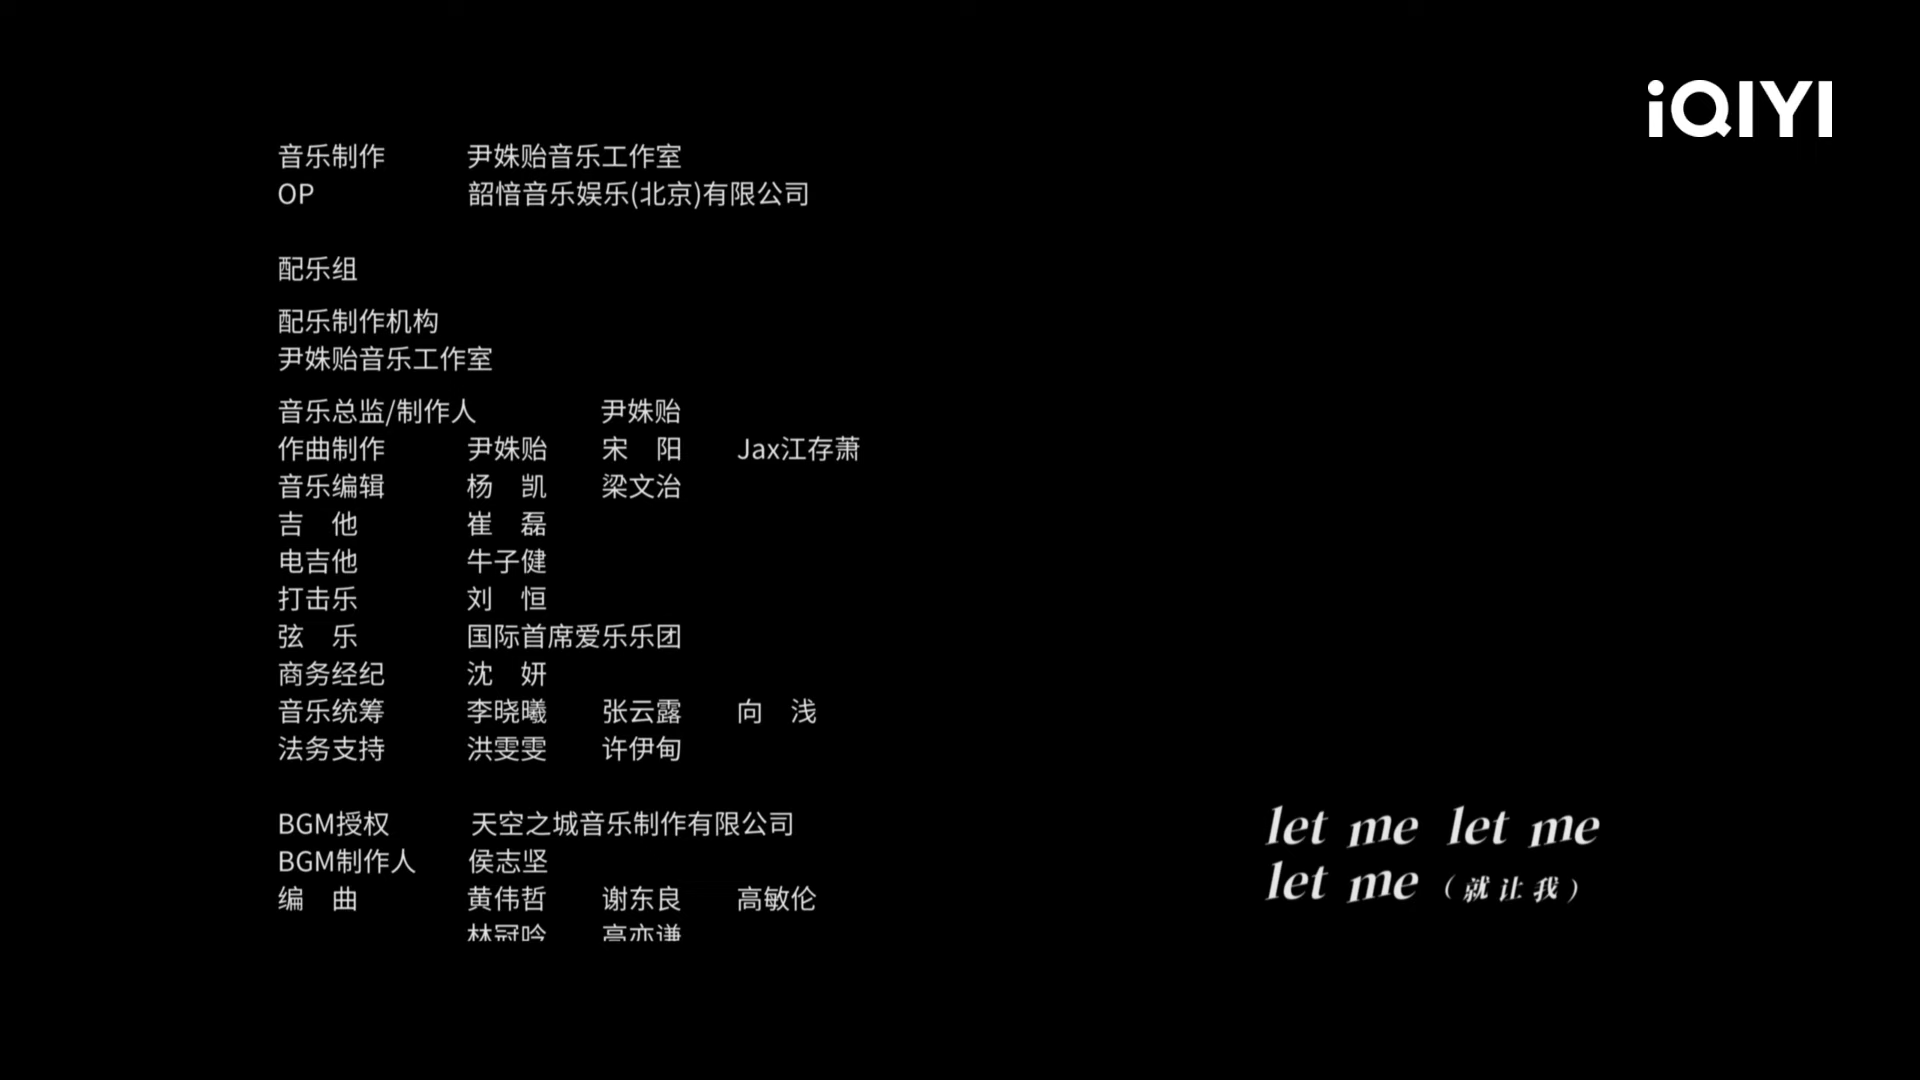 iQIYI
音乐制作 尹姝贻音乐工作室
OP 韶愔音乐娱乐(北京)有限公司
配乐组
配乐制作机构
尹姝贻音乐工作室
音乐总监/制作人 尹姝贻
作曲制作 尹姝贻 宋 阳 Jax江存萧
音乐编辑 杨 凯 梁文治
吉 他 崔 磊
电吉他 牛子健
打击乐 刘 恒
弦 乐 国际首席爱乐乐团
商务经纪 沈 妍
音乐统筹 李晓曦 张云露 向 浅
法务支持 洪雯雯 许伊甸
BGM授权 天空之城音乐制作有限公司
BGM制作人 侯志坚
编 曲 黄伟哲 谢东良 高敏伦
林冠吟 高亦谦
let me let me
let me (就让我)